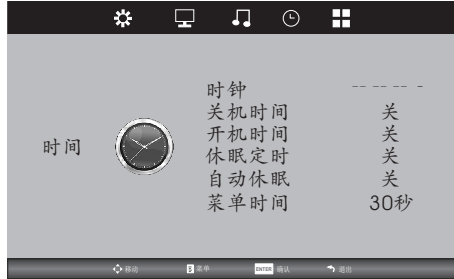 时间
时钟 -- -- -- -
关机时间 关
开机时间 关
休眠定时 关
自动休眠 关
菜单时间 30秒
移动 菜单 ENTER 确认 退出